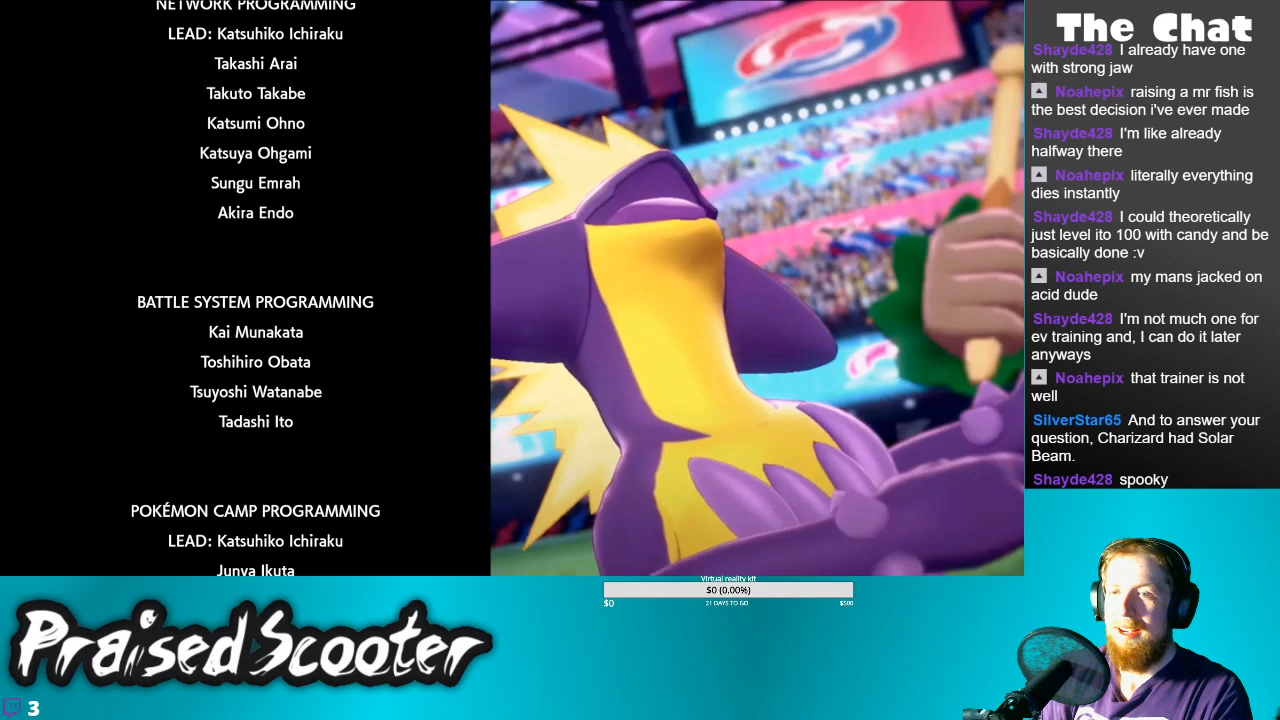 NETWORK PROGRAMMING
LEAD: Katsuhiko Ichiraku
Takashi Arai
Takuto Takabe
Katsumi Ohno
Katsuya Ohgami
Sungu Emrah
Akira Endo
BATTLE SYSTEM PROGRAMMING
Kai Munakata
Toshihiro Obata
Tsuyoshi Watanabe
Tadashi Ito
POKÉMON CAMP PROGRAMMING
LEAD: Katsuhiko Ichiraku
Junya Ikuta
The Chat
Shayde428 I already have one
with strong jaw
Noahepix raising a mr fish is
the best decision i've ever made
Shayde428 I'm like already
halfway there
Noahepix literally everything
dies instantly
Shayde428 I could theoretically
just level ito 100 with candy and be
basically done :v
Noahepix my mans jacked on
acid dude
Shayde428 I'm not much one for
ev training and, I can do it later
anyways
Noahepix that trainer is not
well
SilverStar65 And to answer your
question, Charizard had Solar
Beam.
Shayde428 spooky
Virtual reality kit
$0 (0.00%)
$0 21 DAYS TO GO $500
Praised Scooter
3